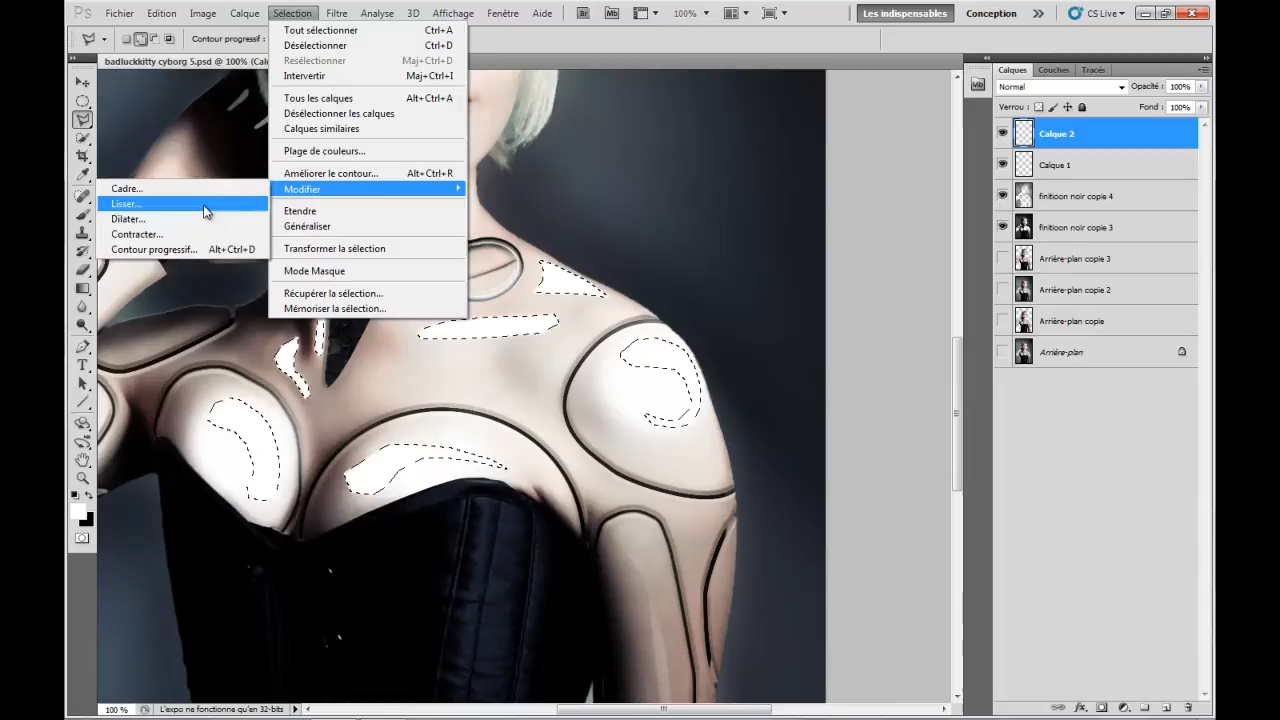 Ps Fichier Edition Image Calque Sélection Filtre Analyse 3D Affichage Fenêtre Aide Br Mb 100% Les indispensables Conception CS Live
Contour progressif :
badluckkitty cyborg 5.psd @ 100% (Cal
Tout sélectionner Ctrl+A
Désélectionner Ctrl+D
Resélectionner Maj+Ctrl+D
Intervertir Maj+Ctrl+I
Tous les calques Alt+Ctrl+A
Désélectionner les calques
Calques similaires
Plage de couleurs...
Améliorer le contour... Alt+Ctrl+R
Modifier
Etendre
Généraliser
Transformer la sélection
Mode Masque
Récupérer la sélection...
Mémoriser la sélection...
Cadre...
Lisser...
Dilater...
Contracter...
Contour progressif... Alt+Ctrl+D
Mb
Calques Couches Tracés
Normal Opacité : 100%
Verrou : Fond : 100%
Calque 2
Calque 1
finitioon noir copie 4
finitioon noir copie 3
Arrière-plan copie 3
Arrière-plan copie 2
Arrière-plan copie
Arrière-plan
T
100 % L'expo ne fonctionne qu'en 32-bits
fx